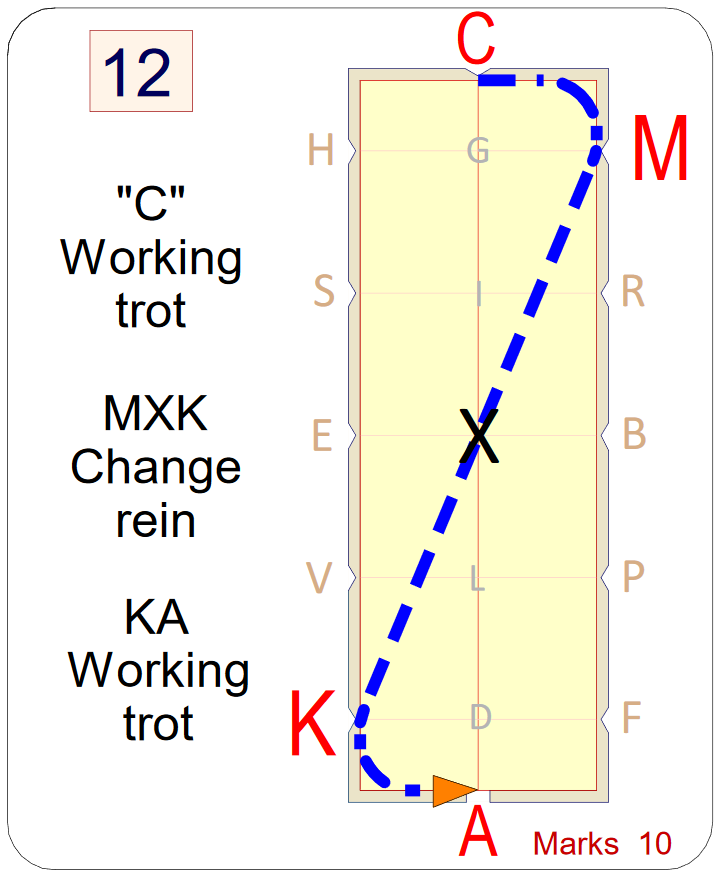 12
"C"
Working
trot
MXK
Change
rein
KA
Working
trot
C
H G M
S I R
E X B
V L P
K D F
A
Marks 10